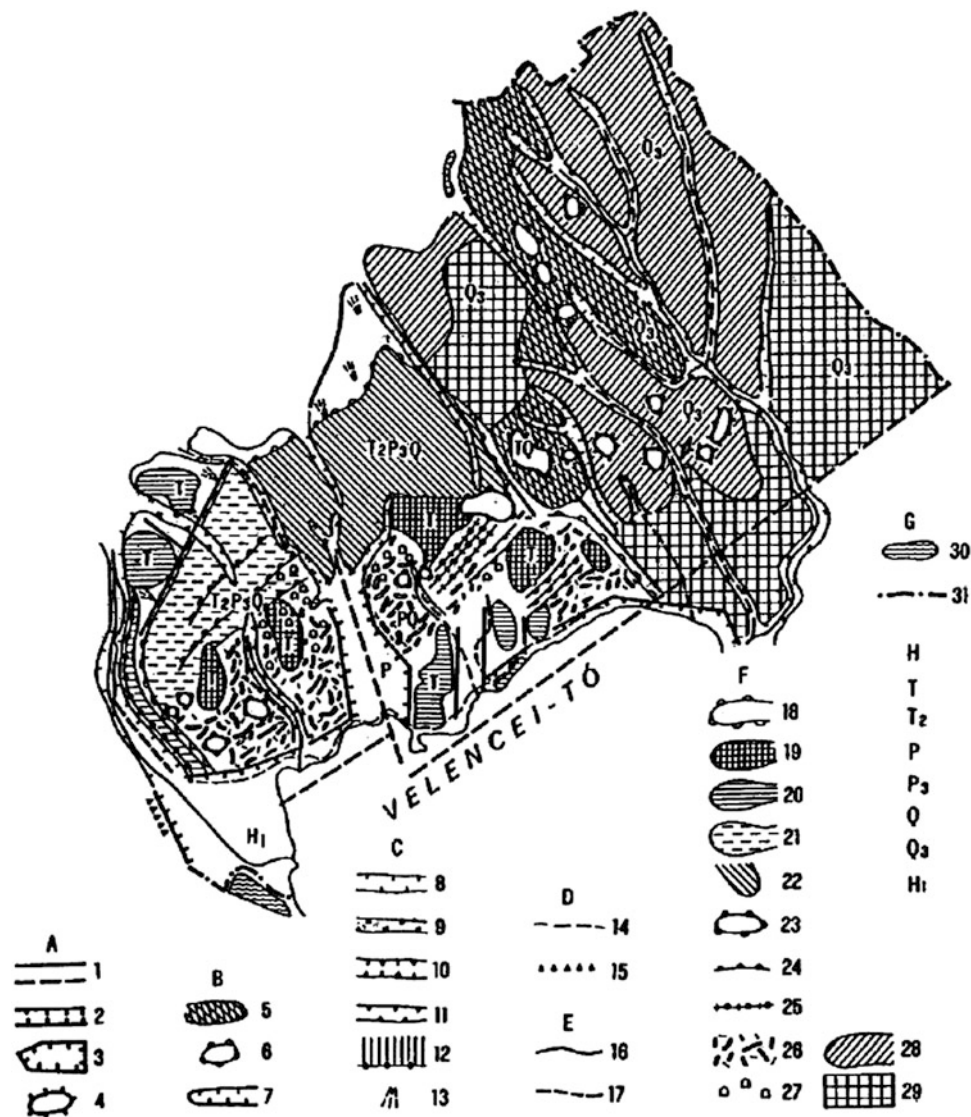 Q₃
Q₃
Q₃
Q₃
Q₃
TQ
T₂P₃Q
T
T
T
T
T₂P₃Q
T
PQ
P
T
VELENCEI-TÓ
H₁
A
1
2
3
4
B
5
6
7
C
8
9
10
11
12
13
D
14
15
E
16
17
F
18
19
20
21
22
23
24
25
26
27
28
29
G
30
31
H
T
T₂
P
P₃
Q
Q₃
H₁